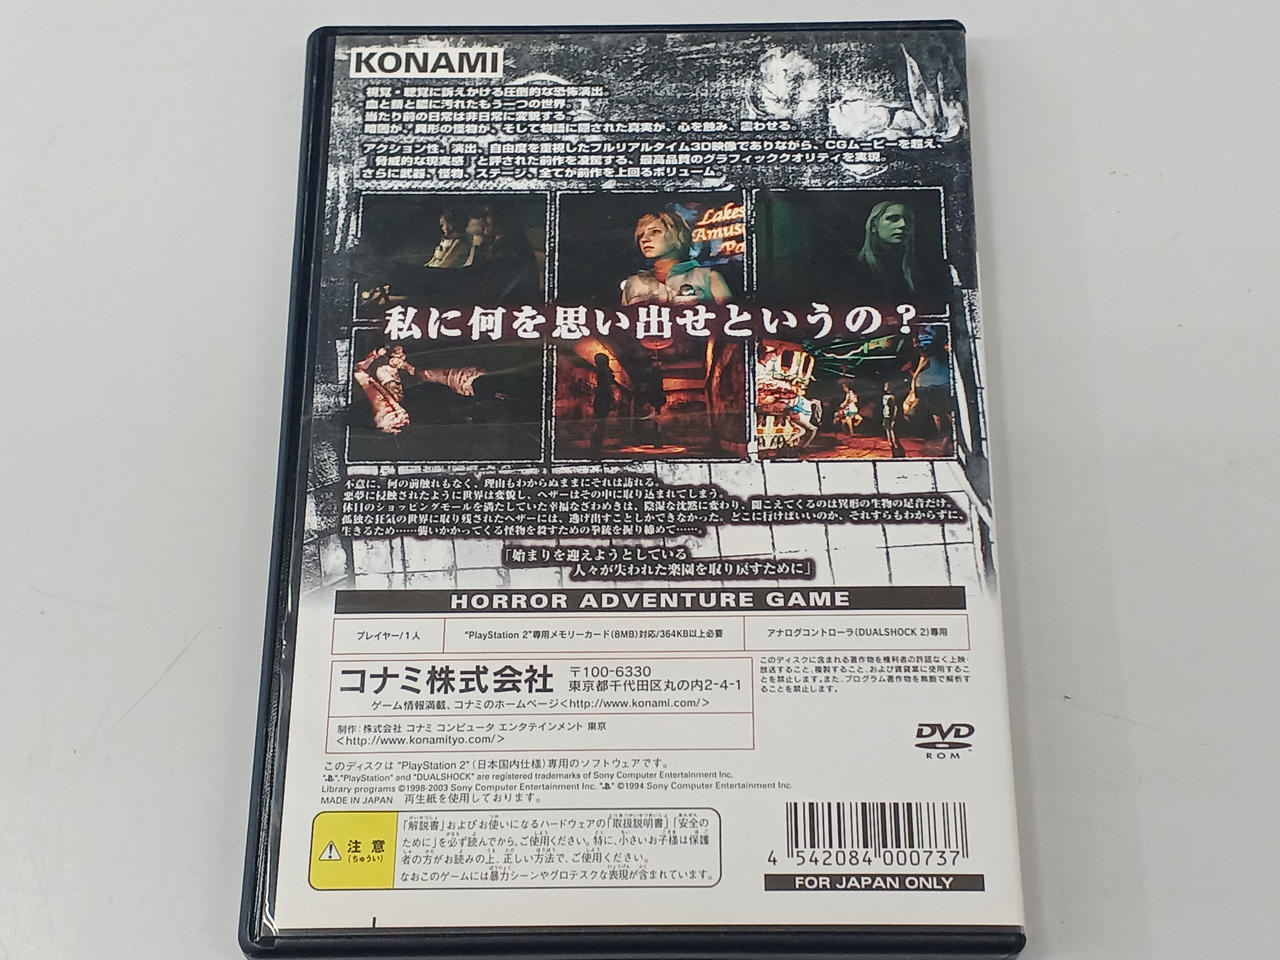 KONAMI
視覚・聴覚に訴えかける圧倒的な恐怖演出。
血と錆と膿に汚れたもう一つの世界。
当たり前の日常は非日常に変貌する。
暗闇が、異形の怪物が、そして物語に隠された真実が、心を蝕み、震わせる。
アクション性、演出、自由度を重視したフルリアルタイム3D映像でありながら、CGムービーを超え、
「脅威的な現実感」と評された前作を凌駕する、最高品質のグラフィッククオリティを実現。
さらに武器、怪物、ステージ、全てが前作を上回るボリューム。
Lakes
Amus
Pa
私に何を思い出せというの？
不意に、何の前触れもなく、理由もわからぬままにそれは訪れる。
悪夢に侵蝕されたように世界は変貌し、ヘザーはその中に取り込まれてしまう。
休日のショッピングモールを満たしていた幸福なざわめきは、陰湿な沈黙に変わり、聞こえてくるのは異形の生物の足音だけ。
孤独な狂気の世界に取り残されたヘザーには、逃げ出すことしかできなかった。どこに行けばいいのか、それすらもわからずに。
生きるため……襲いかかってくる怪物を殺すための拳銃を握り締めて……
「始まりを迎えようとしている
人々が失われた楽園を取り戻すために」
HORROR ADVENTURE GAME
プレイヤー/1人
"PlayStation 2"専用メモリーカード(8MB)対応/364KB以上必要
アナログコントローラ(DUALSHOCK 2)専用
コナミ株式会社
〒100-6330
東京都千代田区丸の内2-4-1
ゲーム情報満載、コナミのホームページ<http://www.konami.com/>
制作：株式会社 コナミ コンピュータ エンタテインメント 東京
<http://www.konamityo.com/>
このディスクに含まれる著作物を権利者の許諾なく上映・
放送すること、複製すること、および賃貸業に使用するこ
とを禁止します。また、プログラム著作物を無断で解析す
ることを禁止します。
DVD
ROM
このディスクは "PlayStation 2" (日本国内仕様) 専用のソフトウェアです。
" ", "PlayStation" and "DUALSHOCK" are registered trademarks of Sony Computer Entertainment Inc.
Library programs ©1998-2003 Sony Computer Entertainment Inc. " " ©1994 Sony Computer Entertainment Inc.
MADE IN JAPAN 再生紙を使用しております。
注意
(ちゅうい)
「解説書」およびお使いになるハードウェアの「取扱説明書」「安全の
ために」を必ず読んでから、ご使用ください。特に、小さいお子様は保護
者の方がお読みの上、正しい方法で、ご使用ください。
なおこのゲームには暴力シーンやグロテスクな表現が含まれています。
4 542084 000737
FOR JAPAN ONLY